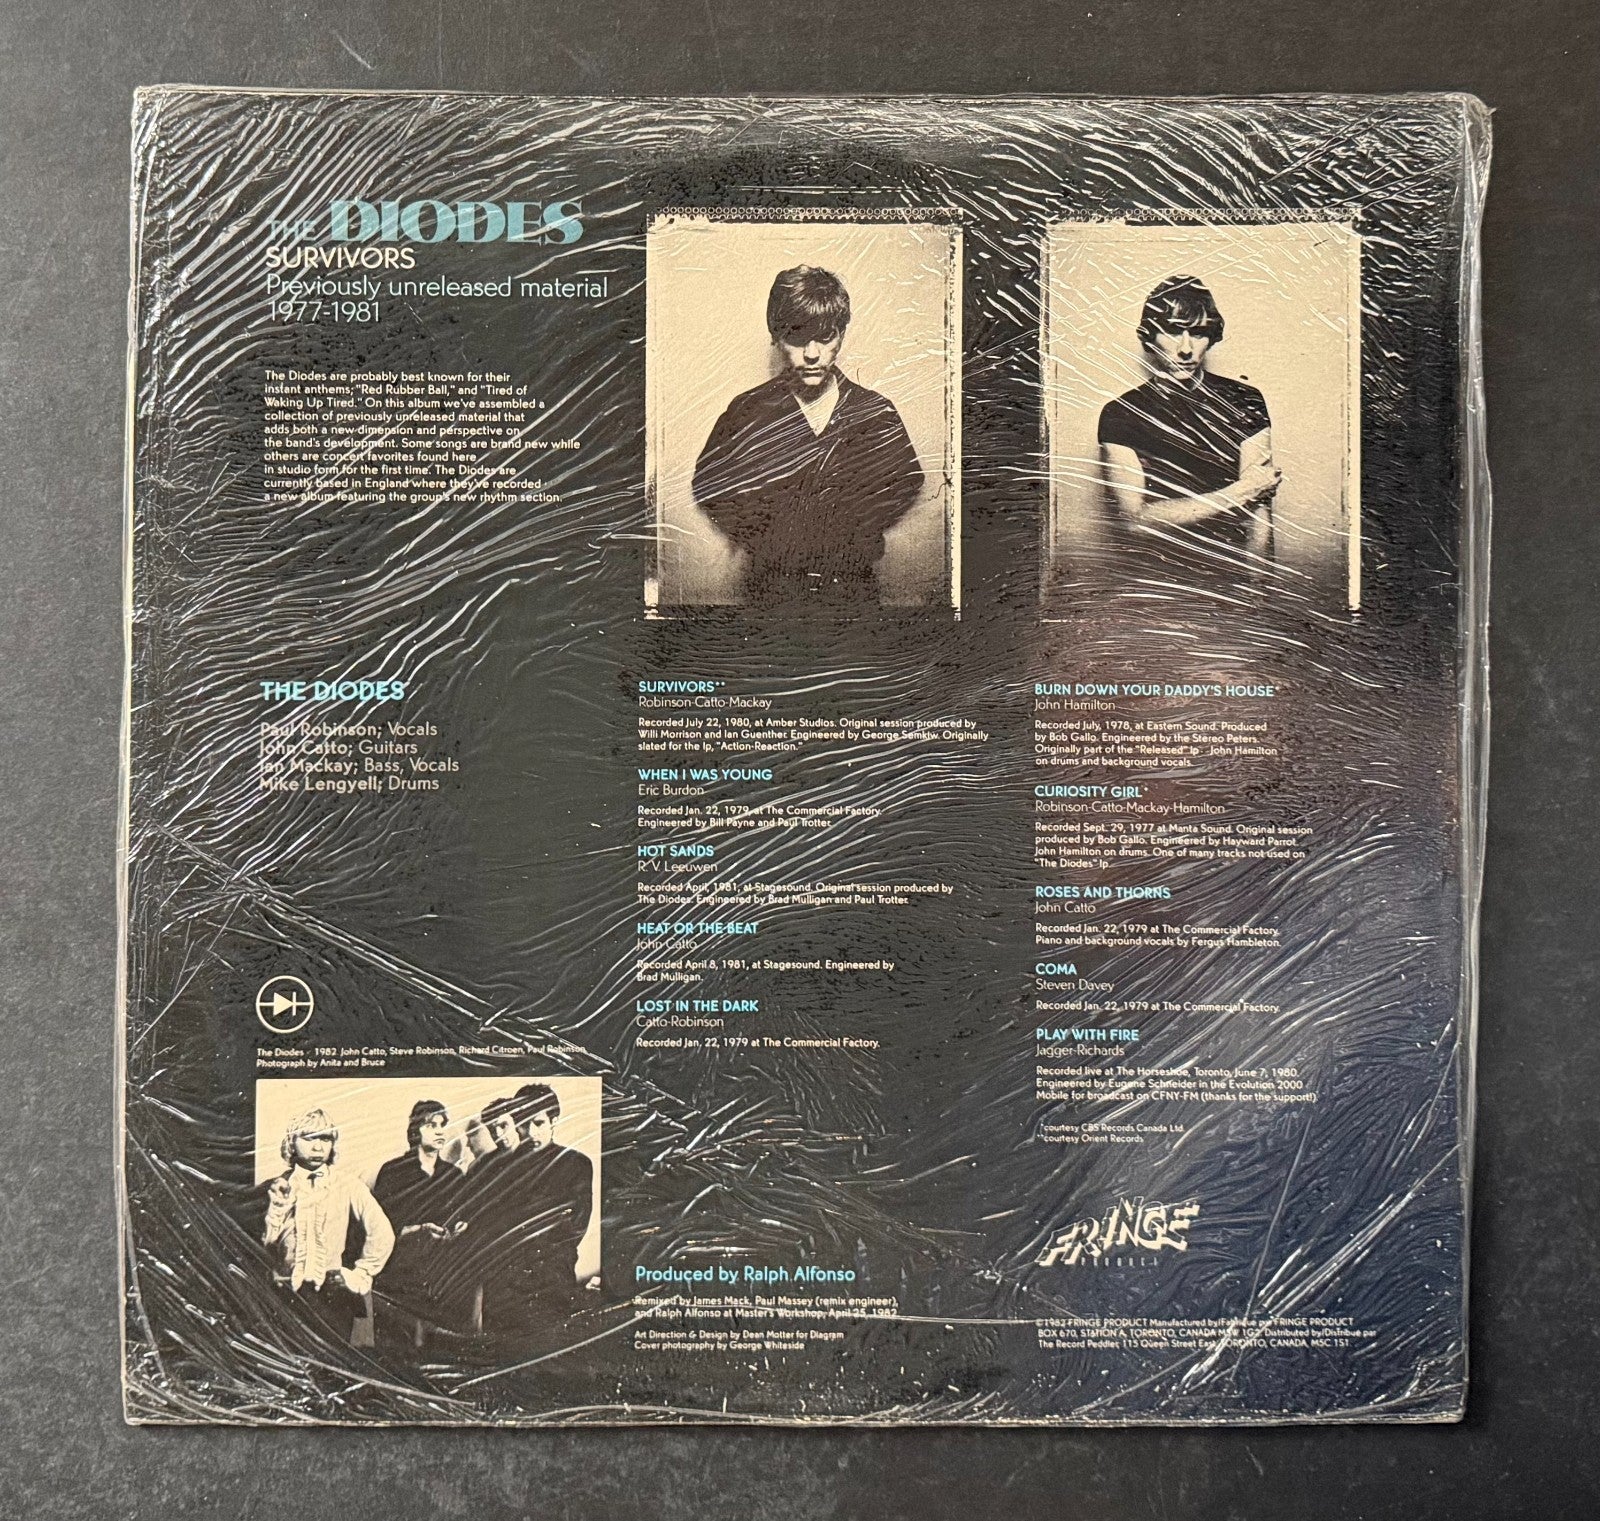 THE DIODES
SURVIVORS
Previously unreleased material
1977-1981
The Diodes are probably best known for their
instant anthems; "Red Rubber Ball," and "Tired of
Waking Up Tired." On this album we've assembled a
collection of previously unreleased material that
adds both a new dimension and perspective on
the band's development. Some songs are brand new while
others are concert favorites found here
in studio form for the first time. The Diodes are
currently based in England where they've recorded
a new album featuring the group's new rhythm section.
THE DIODES
Paul Robinson; Vocals
John Catto; Guitars
Ian Mackay; Bass, Vocals
Mike Lengyell; Drums
The Diodes - 1982 John Catto, Steve Robinson, Richard Citroen, Paul Robinson
Photograph by Anita and Bruce
SURVIVORS**
Robinson-Catto-Mackay
Recorded July 22, 1980, at Amber Studios. Original session produced by
Willi Morrison and Ian Guenther. Engineered by George Semkiw. Originally
slated for the lp, "Action-Reaction."
WHEN I WAS YOUNG
Eric Burdon
Recorded Jan. 22, 1979, at The Commercial Factory.
Engineered by Bill Payne and Paul Trotter.
HOT SANDS
R. V. Leeuwen
Recorded April, 1981, at Stagesound. Original session produced by
The Diodes. Engineered by Brad Mulligan and Paul Trotter.
HEAT OR THE BEAT
John Catto
Recorded April 8, 1981, at Stagesound. Engineered by
Brad Mulligan.
LOST IN THE DARK
Catto-Robinson
Recorded Jan. 22, 1979 at The Commercial Factory.
Produced by Ralph Alfonso
Remixed by James Mack, Paul Massey (remix engineer),
and Ralph Alfonso at Master's Workshop, April 25, 1982
Art Direction & Design by Dean Motter for Diagram
Cover photography by George Whiteside
BURN DOWN YOUR DADDY'S HOUSE*
John Hamilton
Recorded July, 1978, at Eastern Sound. Produced
by Bob Gallo. Engineered by the Stereo Peters.
Originally part of the "Released" lp - John Hamilton
on drums and background vocals.
CURIOSITY GIRL*
Robinson-Catto-Mackay-Hamilton
Recorded Sept. 29, 1977 at Manta Sound. Original session
produced by Bob Gallo. Engineered by Hayward Parrot.
John Hamilton on drums. One of many tracks not used on
"The Diodes" lp.
ROSES AND THORNS
John Catto
Recorded Jan. 22, 1979 at The Commercial Factory.
Piano and background vocals by Fergus Hambleton.
COMA
Steven Davey
Recorded Jan. 22, 1979 at The Commercial Factory.
PLAY WITH FIRE
Jagger-Richards
Recorded live at The Horseshoe, Toronto, June 7, 1980.
Engineered by Eugene Schneider in the Evolution 2000
Mobile for broadcast on CFNY-FM (thanks for the support!)
*courtesy CBS Records Canada Ltd.
**courtesy Orient Records
FRINGE
PRODUCT
©1982 FRINGE PRODUCT Manufactured by/Fabrique par FRINGE PRODUCT
BOX 670, STATION A, TORONTO, CANADA M5W 1G2. Distributed by/Distribue par
The Record Peddler, 115 Queen Street East, TORONTO, CANADA, M5C 1S1.